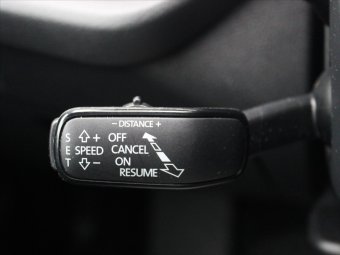 - DISTANCE +
S + OFF
E SPEED CANCEL
T - ON
RESUME